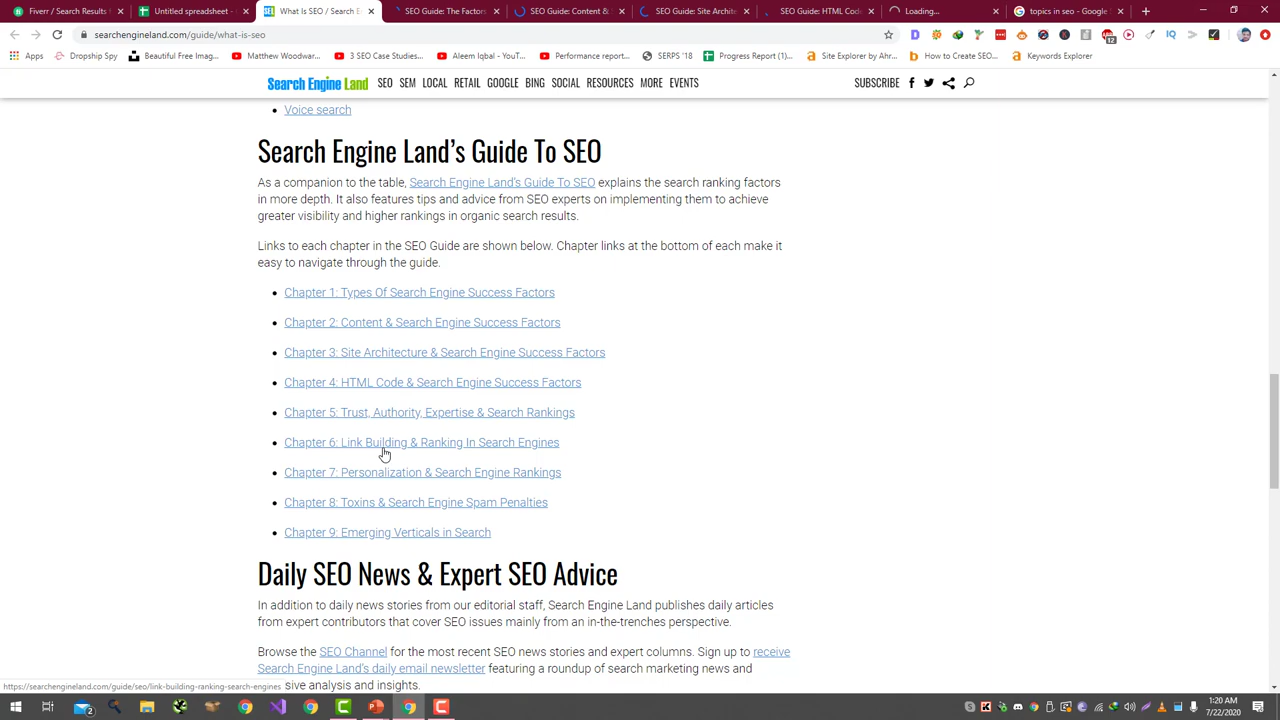 Fiverr / Search Results
Untitled spreadsheet -
What Is SEO / Search E
SEO Guide: The Factors
SEO Guide: Content &
SEO Guide: Site Archite
SEO Guide: HTML Code
Loading...
topics in seo - Google
searchengineland.com/guide/what-is-seo
12
Apps
Dropship Spy
Beautiful Free Imag...
Matthew Woodwar...
3 SEO Case Studies...
Aleem Iqbal - YouT...
Performance report...
SERPS '18
Progress Report (1)...
Site Explorer by Ahr...
How to Create SEO...
Keywords Explorer
Search Engine Land
SEO SEM LOCAL RETAIL GOOGLE BING SOCIAL RESOURCES MORE EVENTS
SUBSCRIBE
Voice search
Search Engine Land's Guide To SEO
As a companion to the table, Search Engine Land's Guide To SEO explains the search ranking factors
in more depth. It also features tips and advice from SEO experts on implementing them to achieve
greater visibility and higher rankings in organic search results.
Links to each chapter in the SEO Guide are shown below. Chapter links at the bottom of each make it
easy to navigate through the guide.
Chapter 1: Types Of Search Engine Success Factors
Chapter 2: Content & Search Engine Success Factors
Chapter 3: Site Architecture & Search Engine Success Factors
Chapter 4: HTML Code & Search Engine Success Factors
Chapter 5: Trust, Authority, Expertise & Search Rankings
Chapter 6: Link Building & Ranking In Search Engines
Chapter 7: Personalization & Search Engine Rankings
Chapter 8: Toxins & Search Engine Spam Penalties
Chapter 9: Emerging Verticals in Search
Daily SEO News & Expert SEO Advice
In addition to daily news stories from our editorial staff, Search Engine Land publishes daily articles
from expert contributors that cover SEO issues mainly from an in-the-trenches perspective.
Browse the SEO Channel for the most recent SEO news stories and expert columns. Sign up to receive
Search Engine Land's daily email newsletter featuring a roundup of search marketing news and
sive analysis and insights.
https://searchengineland.com/guide/seo/link-building-ranking-search-engines
1:20 AM
7/22/2020